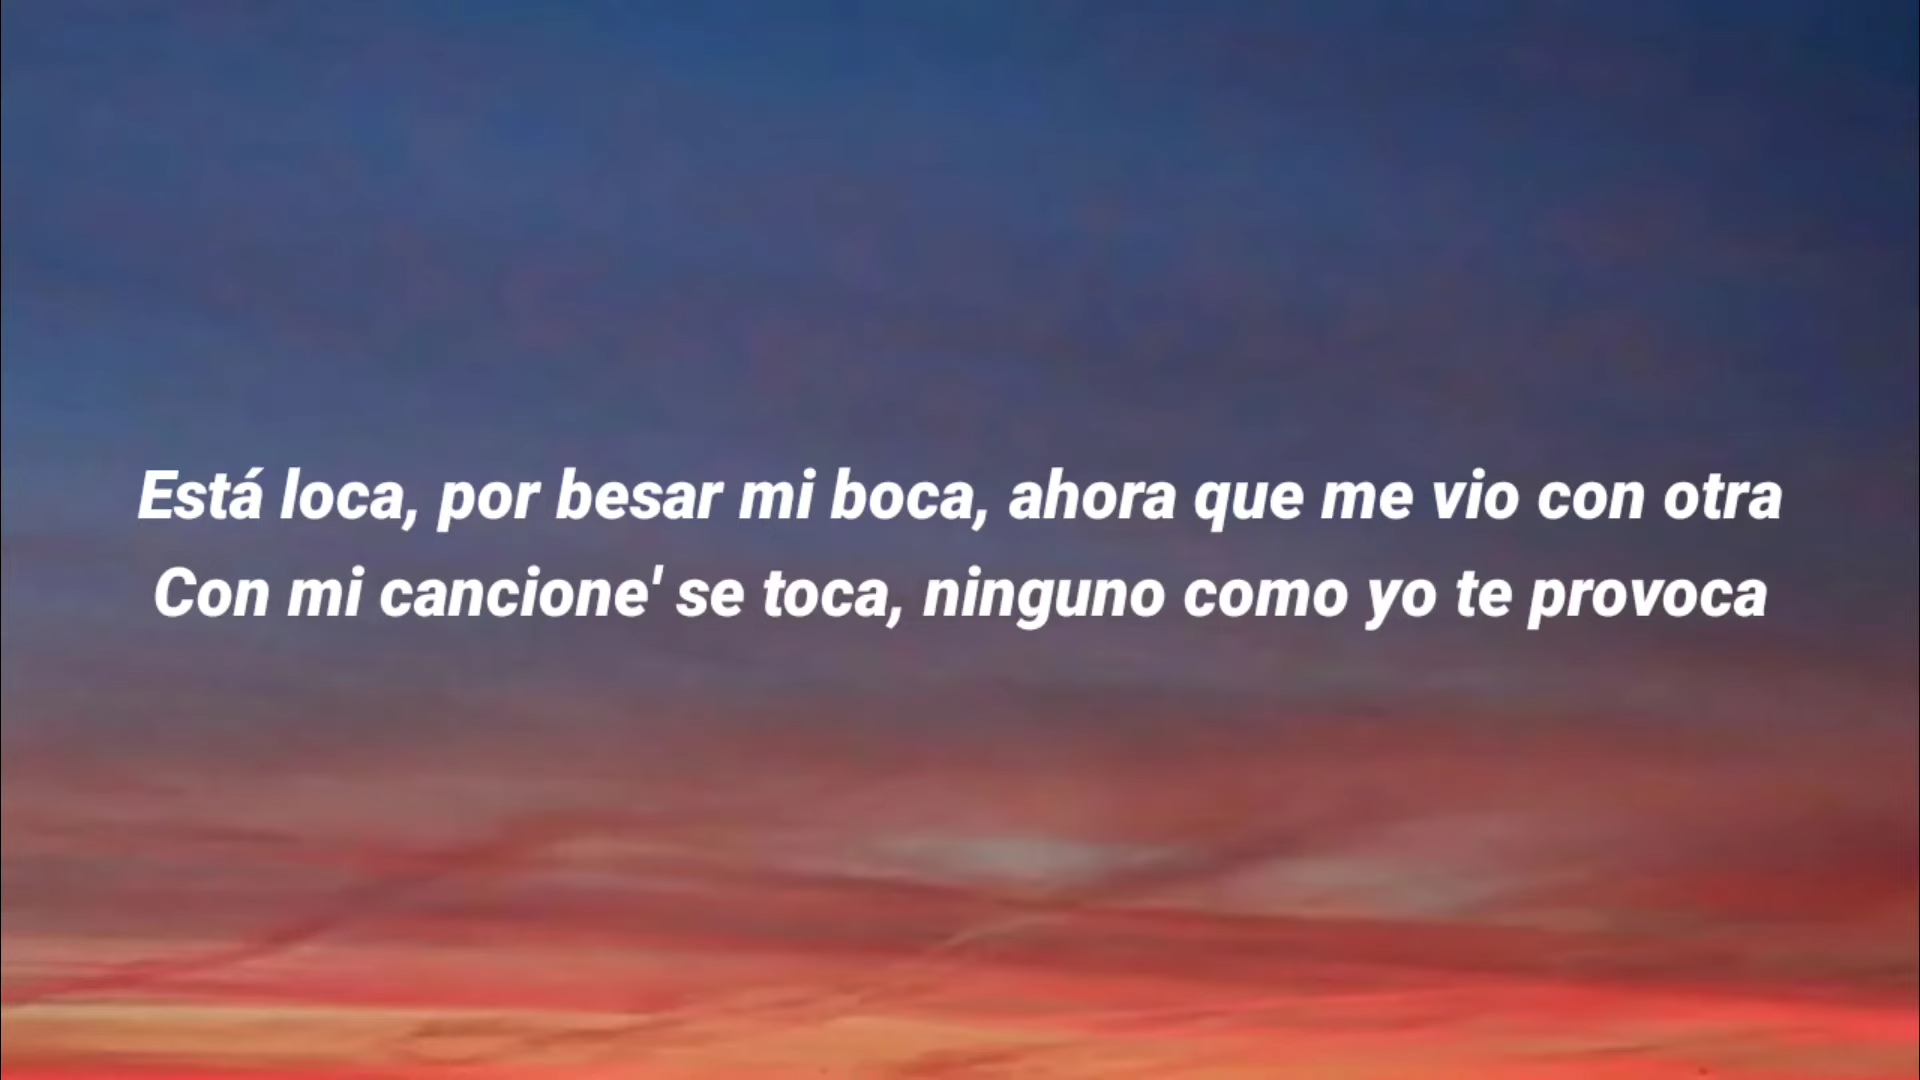 Está loca, por besar mi boca, ahora que me vio con otra
Con mi cancione' se toca, ninguno como yo te provoca